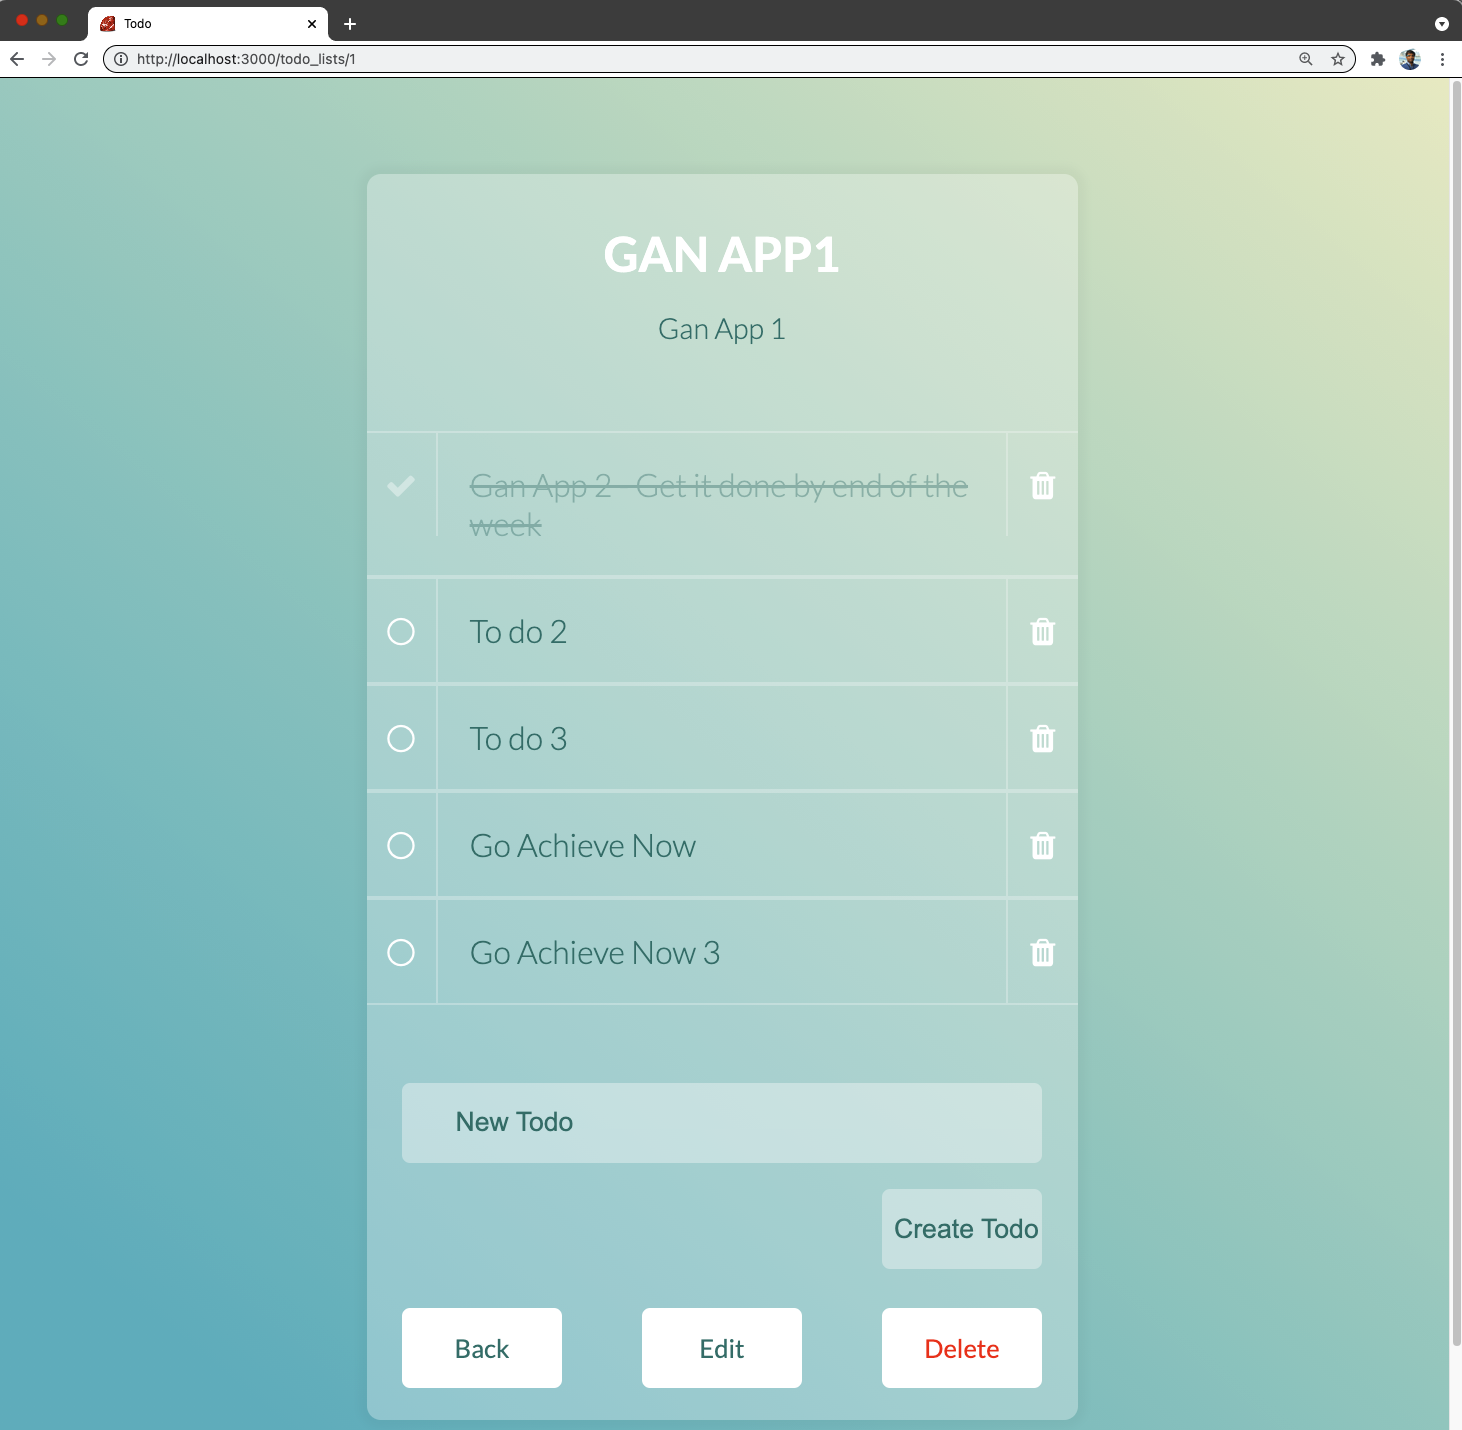 Todo
http://localhost:3000/todo_lists/1
GAN APP1
Gan App 1
Gan App 2 - Get it done by end of the
week
To do 2
To do 3
Go Achieve Now
Go Achieve Now 3
New Todo
Create Todo
Back
Edit
Delete